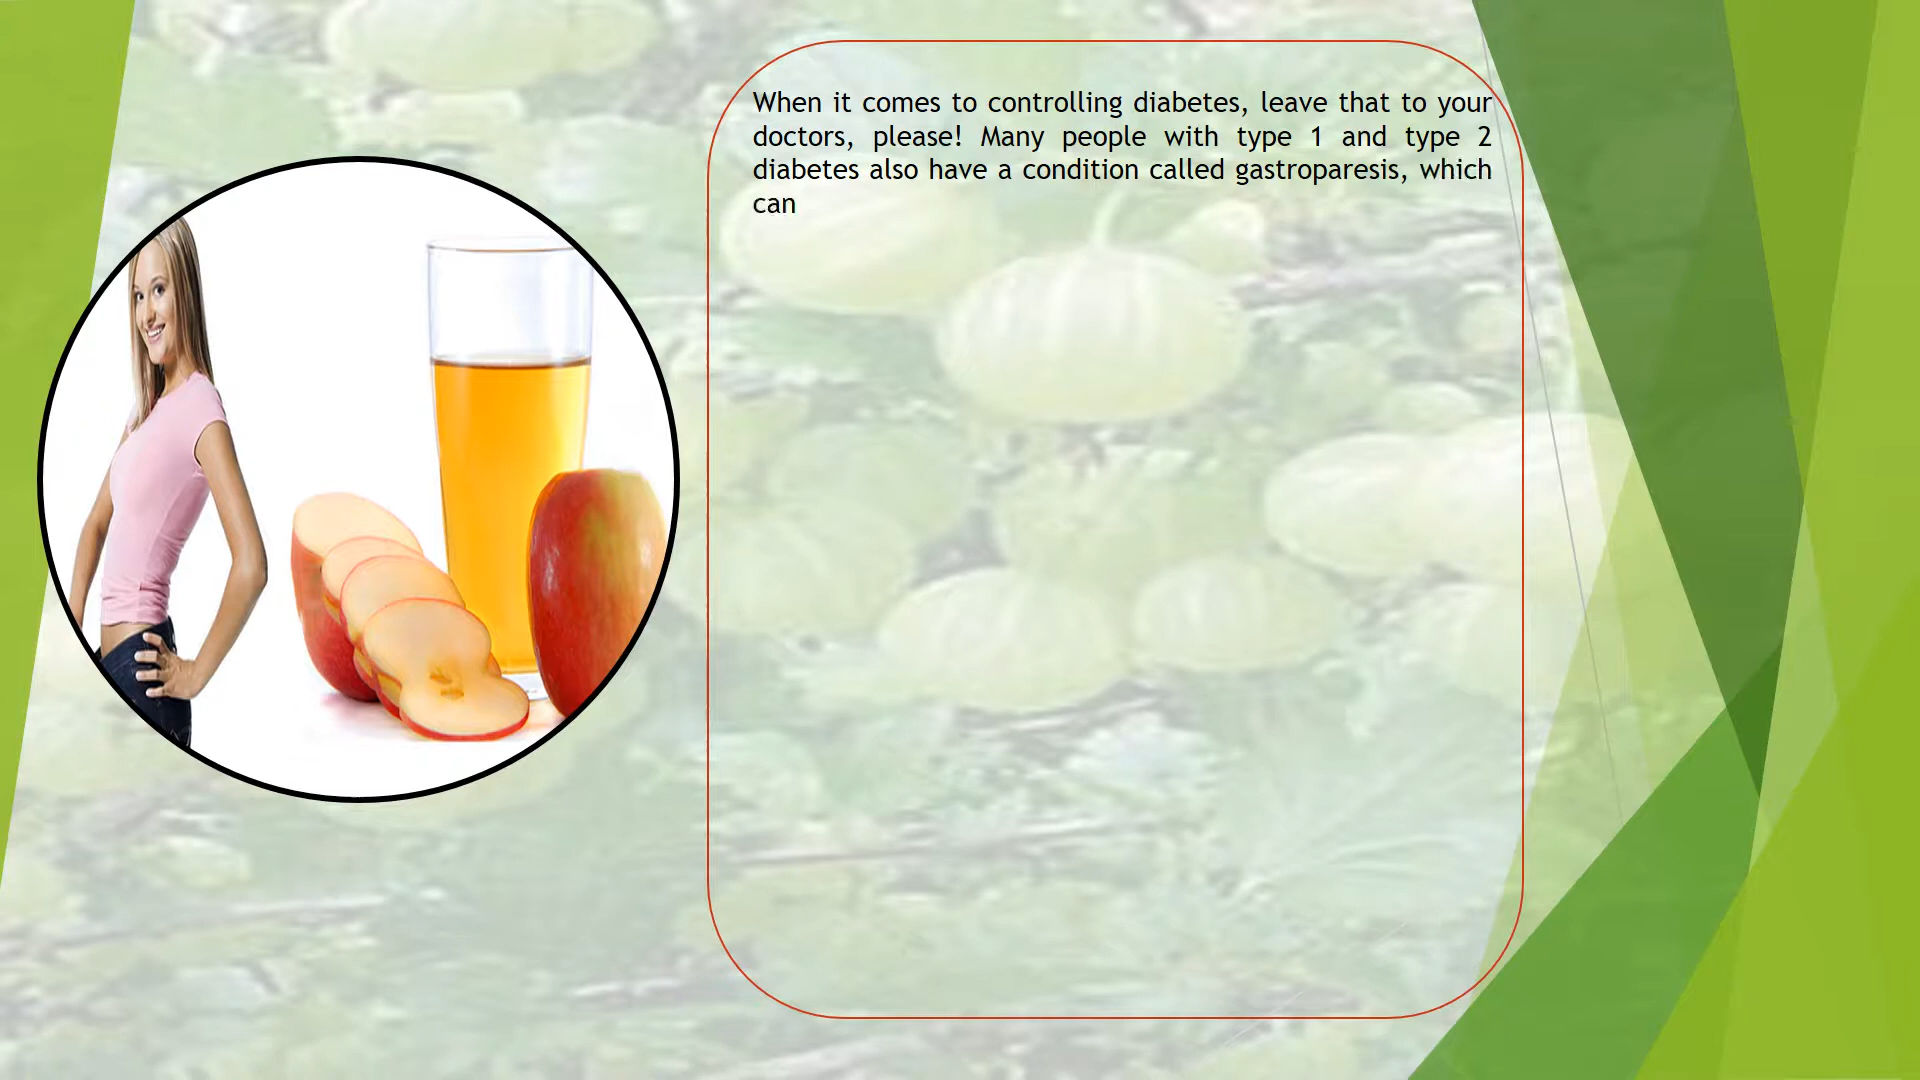 When it comes to controlling diabetes, leave that to your
doctors, please! Many people with type 1 and type 2
diabetes also have a condition called gastroparesis, which
can